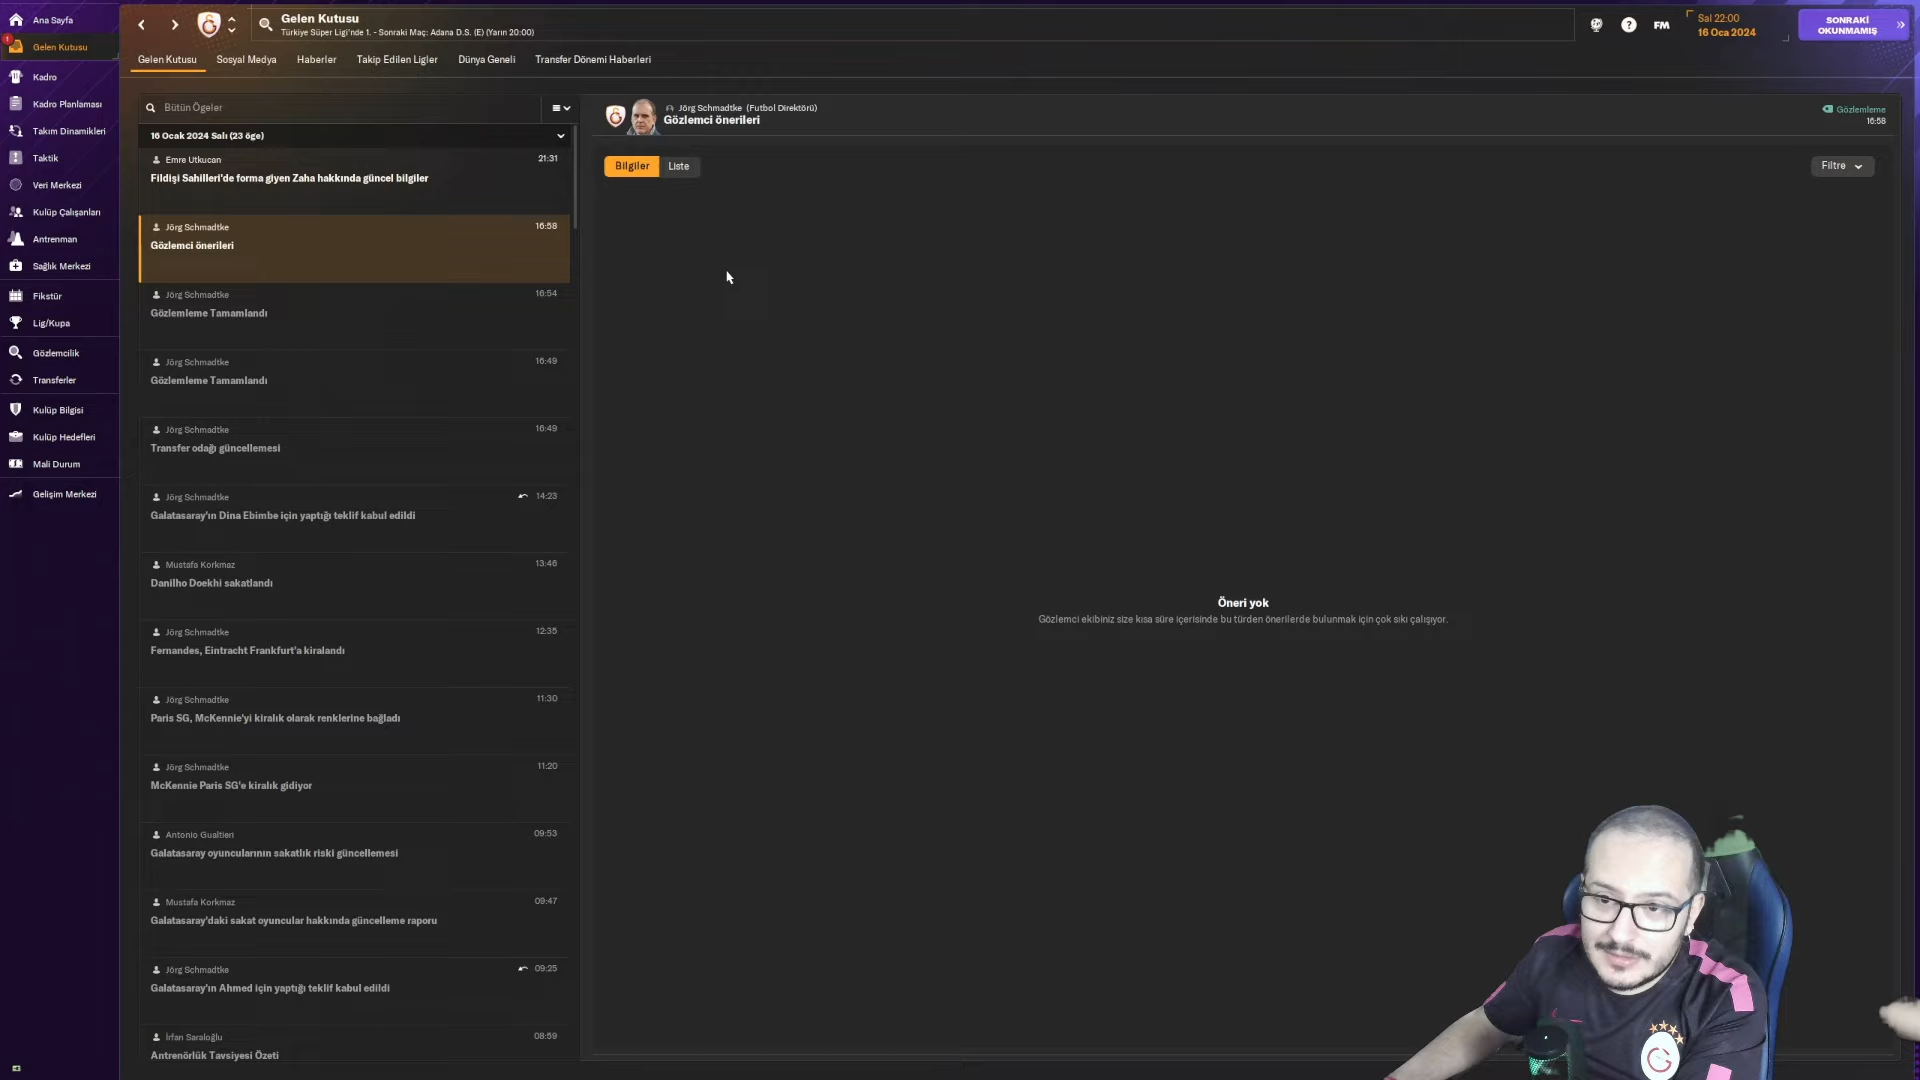 Ana Sayfa
1
Gelen Kutusu
Kadro
Kadro Planlaması
Takım Dinamikleri
Taktik
Veri Merkezi
Kulüp Çalışanları
Antrenman
Sağlık Merkezi
Fikstür
Lig/Kupa
Gözlemcilik
Transferler
Kulüp Bilgisi
Kulüp Hedefleri
Mali Durum
Gelişim Merkezi
Gelen Kutusu
Türkiye Süper Ligi'nde 1. - Sonraki Maç: Adana D.S. (E) (Yarın 20:00)
FM
Sal 22:00
16 Oca 2024
SONRAKİ
OKUNMAMIŞ
Gelen Kutusu Sosyal Medya Haberler Takip Edilen Ligler Dünya Geneli Transfer Dönemi Haberleri
Bütün Ögeler
16 Ocak 2024 Salı (23 öge)
Emre Utkucan 21:31
Fildişi Sahilleri'de forma giyen Zaha hakkında güncel bilgiler
Jörg Schmadtke 16:58
Gözlemci önerileri
Jörg Schmadtke 16:54
Gözlemleme Tamamlandı
Jörg Schmadtke 16:49
Gözlemleme Tamamlandı
Jörg Schmadtke 16:49
Transfer odağı güncellemesi
Jörg Schmadtke 14:23
Galatasaray'ın Dina Ebimbe için yaptığı teklif kabul edildi
Mustafa Korkmaz 13:46
Danilho Doekhi sakatlandı
Jörg Schmadtke 12:35
Fernandes, Eintracht Frankfurt'a kiralandı
Jörg Schmadtke 11:30
Paris SG, McKennie'yi kiralık olarak renklerine bağladı
Jörg Schmadtke 11:20
McKennie Paris SG'e kiralık gidiyor
Antonio Gualtieri 09:53
Galatasaray oyuncularının sakatlık riski güncellemesi
Mustafa Korkmaz 09:47
Galatasaray'daki sakat oyuncular hakkında güncelleme raporu
Jörg Schmadtke 09:25
Galatasaray'ın Ahmed için yaptığı teklif kabul edildi
İrfan Saraloğlu 08:59
Antrenörlük Tavsiyesi Özeti
Jörg Schmadtke (Futbol Direktörü)
Gözlemci önerileri
Gözlemleme
16:58
Bilgiler Liste
Filtre
Öneri yok
Gözlemci ekibiniz size kısa süre içerisinde bu türden önerilerde bulunmak için çok sıkı çalışıyor.